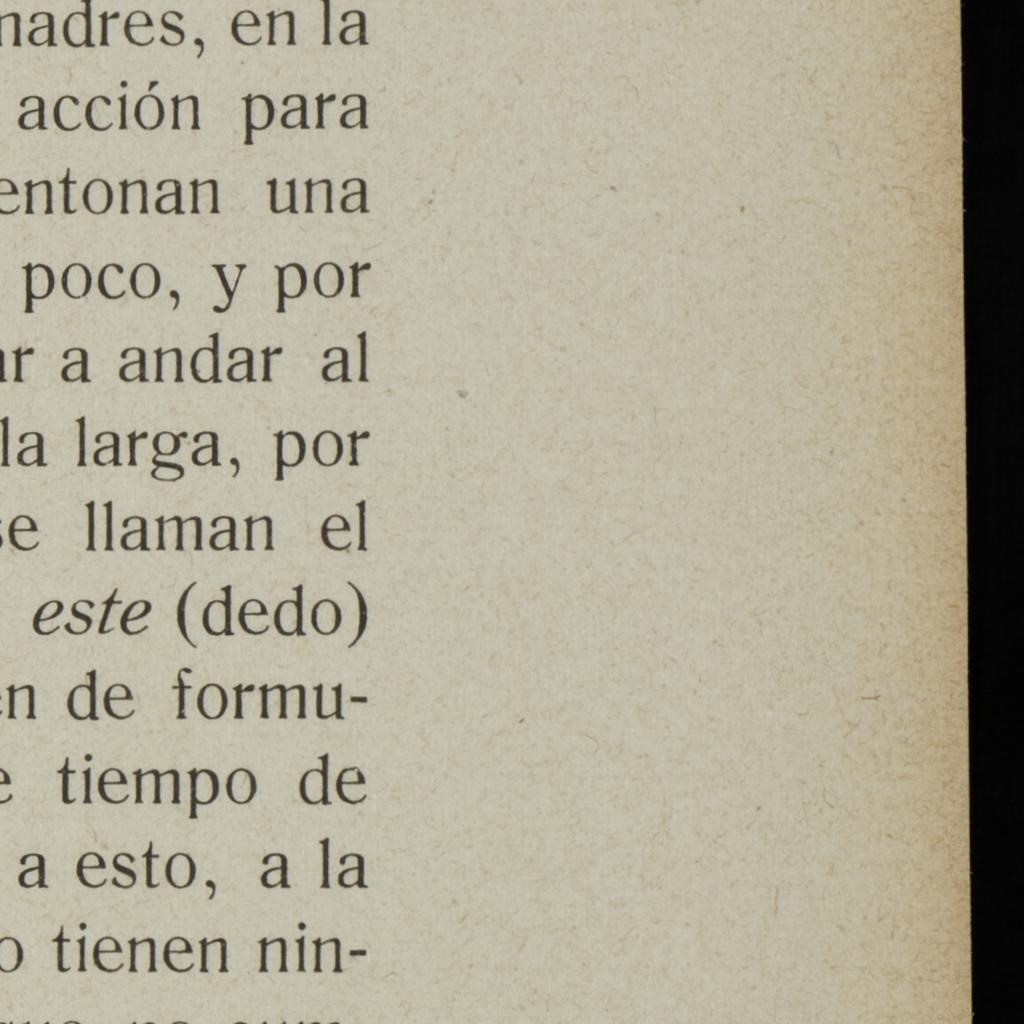 madres, en la
acción para
entonan una
poco, y por
ar a andar al
la larga, por
se llaman el
este (dedo)
en de formu-
e tiempo de
a esto, a la
o tienen nin-